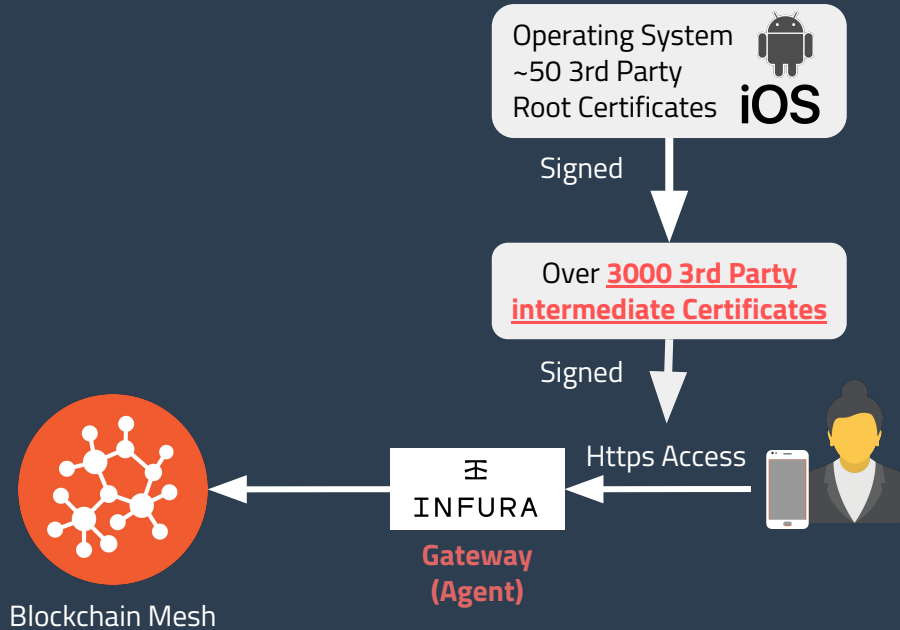 Operating System
~50 3rd Party
Root Certificates
iOS
Signed
Over 3000 3rd Party
intermediate Certificates
Signed
Https Access
INFURA
Gateway
(Agent)
Blockchain Mesh